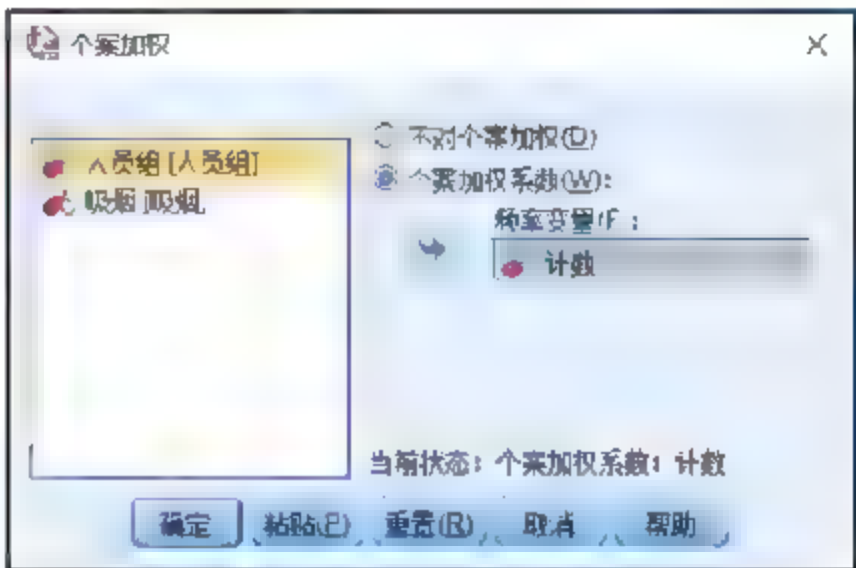 个案加权
人员组 [人员组]
吸烟 [吸烟]
不对个案加权(D)
个案加权系数(W):
频率变量(F):
计数
当前状态：个案加权系数：计数
确定
粘贴(P)
重置(R)
取消
帮助